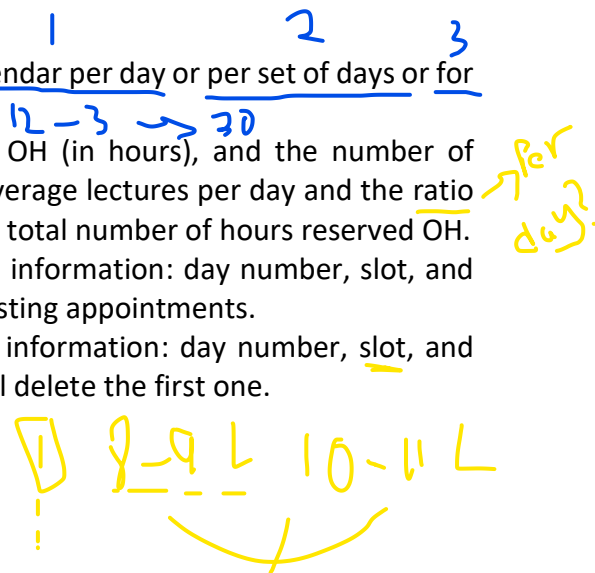 1 2 3
endar per day or per set of days or for
12-3 → 30
OH (in hours), and the number of
verage lectures per day and the ratio → Per
total number of hours reserved OH. day?
information: day number, slot, and
sting appointments.
information: day number, slot, and
l delete the first one.
1 8-9 L 10-11 L